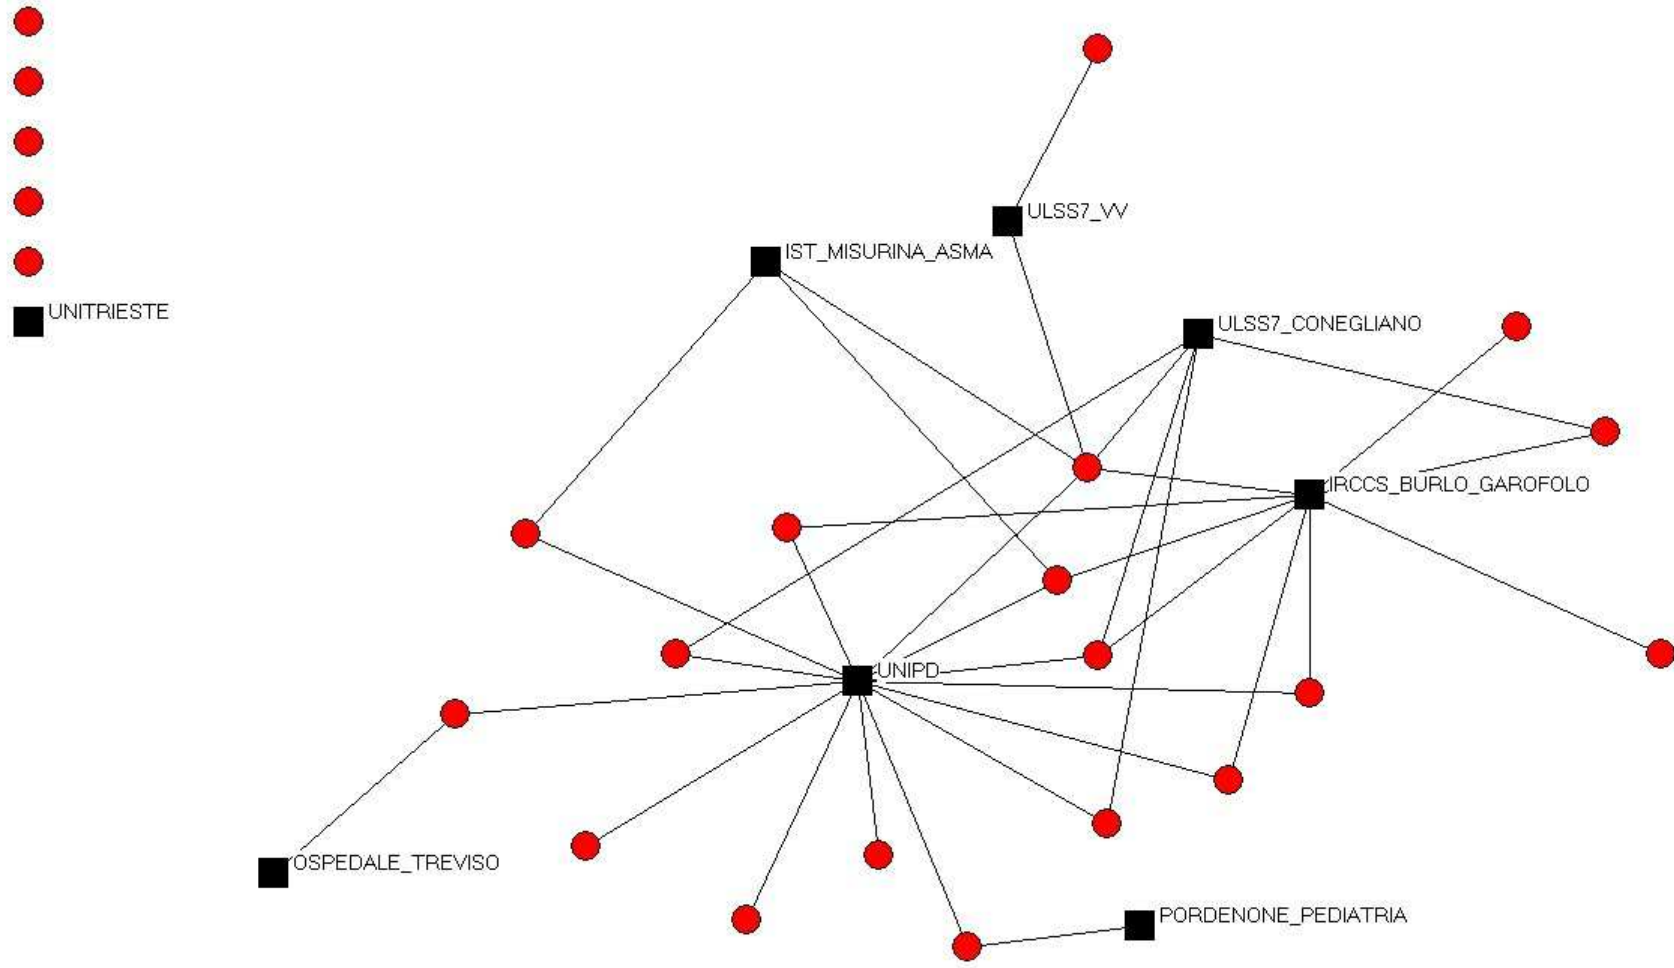 ULSS7_VV
IST_MISURINA_ASMA
UNITRIESTE
ULSS7_CONEGLIANO
IRCCS_BURLO_GAROFOLO
UNIPD
OSPEDALE_TREVISO
PORDENONE_PEDIATRIA